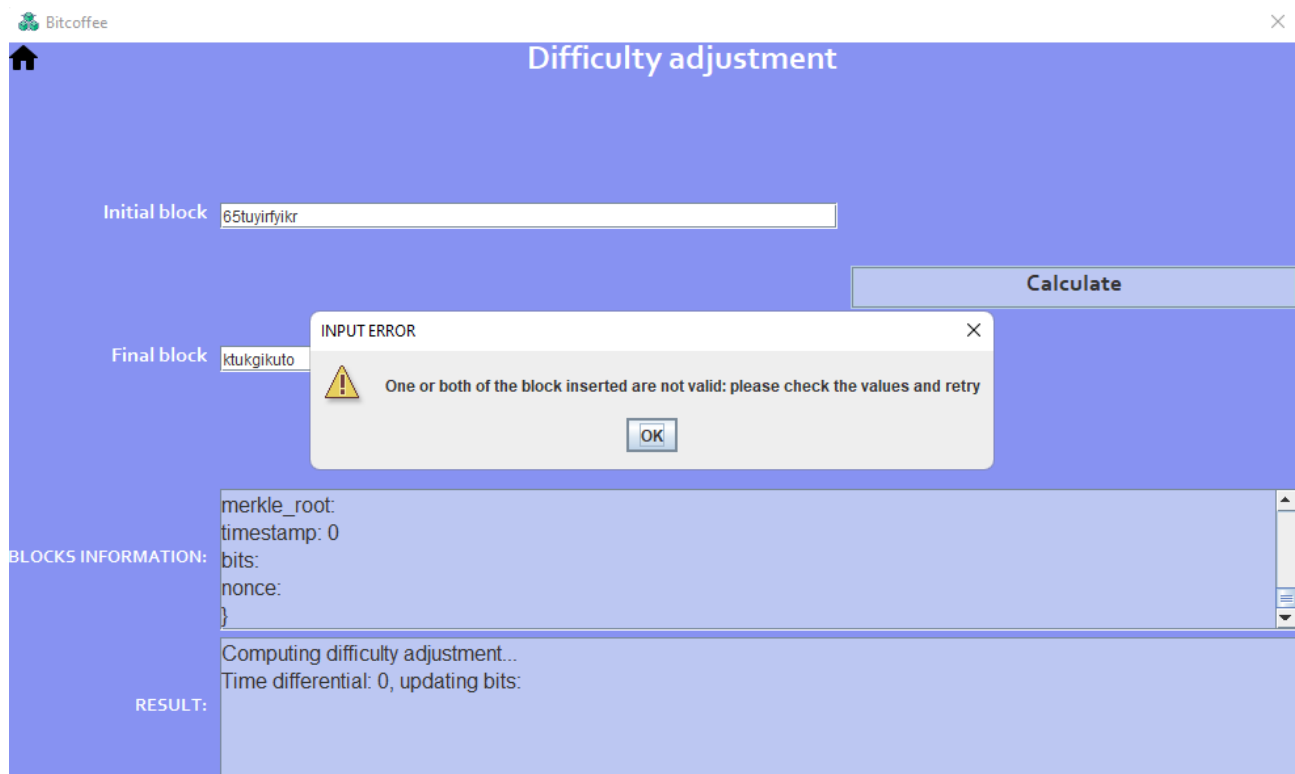 Bitcoffee
Difficulty adjustment
Initial block
65tuyirfyikr
Calculate
Final block
ktukgikuto
INPUT ERROR
One or both of the block inserted are not valid: please check the values and retry
OK
BLOCKS INFORMATION:
merkle_root:
timestamp: 0
bits:
nonce:
}
RESULT:
Computing difficulty adjustment...
Time differential: 0, updating bits: